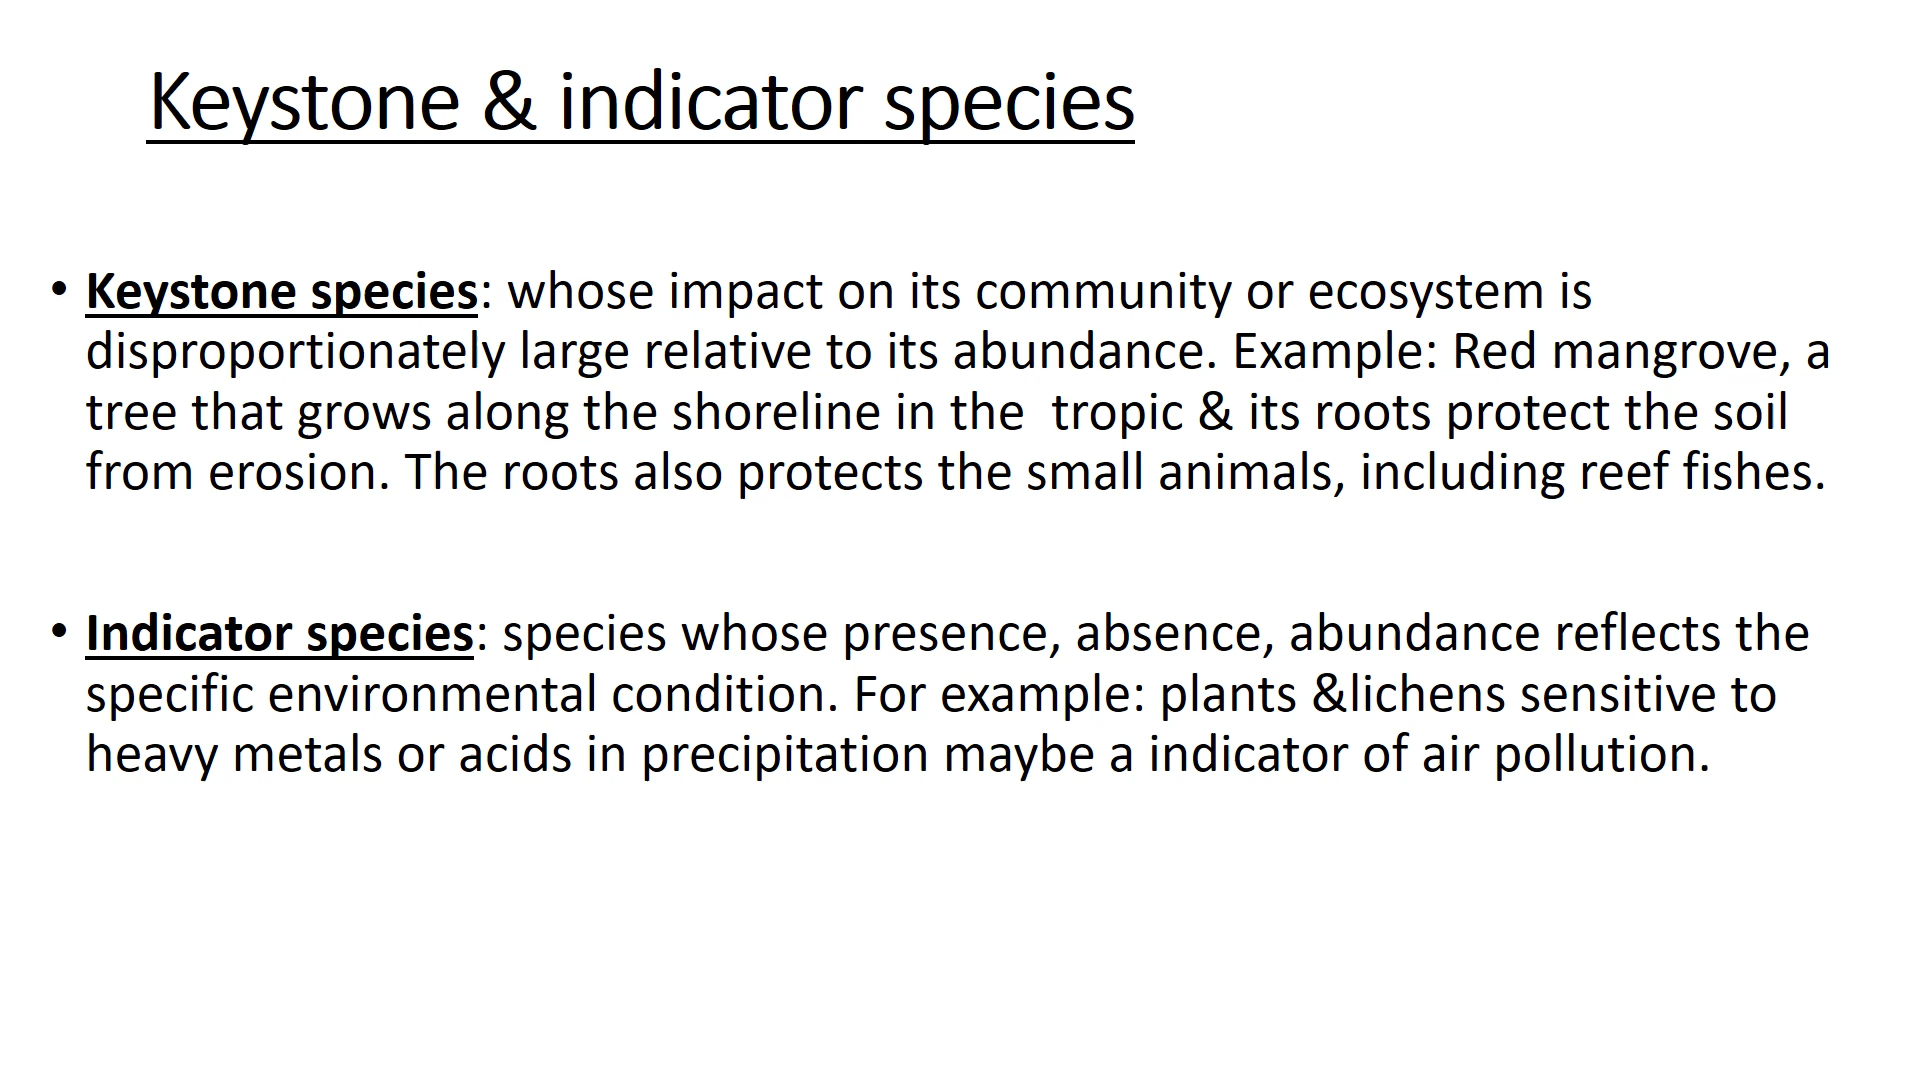 Keystone & indicator species
• Keystone species: whose impact on its community or ecosystem is
disproportionately large relative to its abundance. Example: Red mangrove, a
tree that grows along the shoreline in the  tropic & its roots protect the soil
from erosion. The roots also protects the small animals, including reef fishes.
• Indicator species: species whose presence, absence, abundance reflects the
specific environmental condition. For example: plants &lichens sensitive to
heavy metals or acids in precipitation maybe a indicator of air pollution.